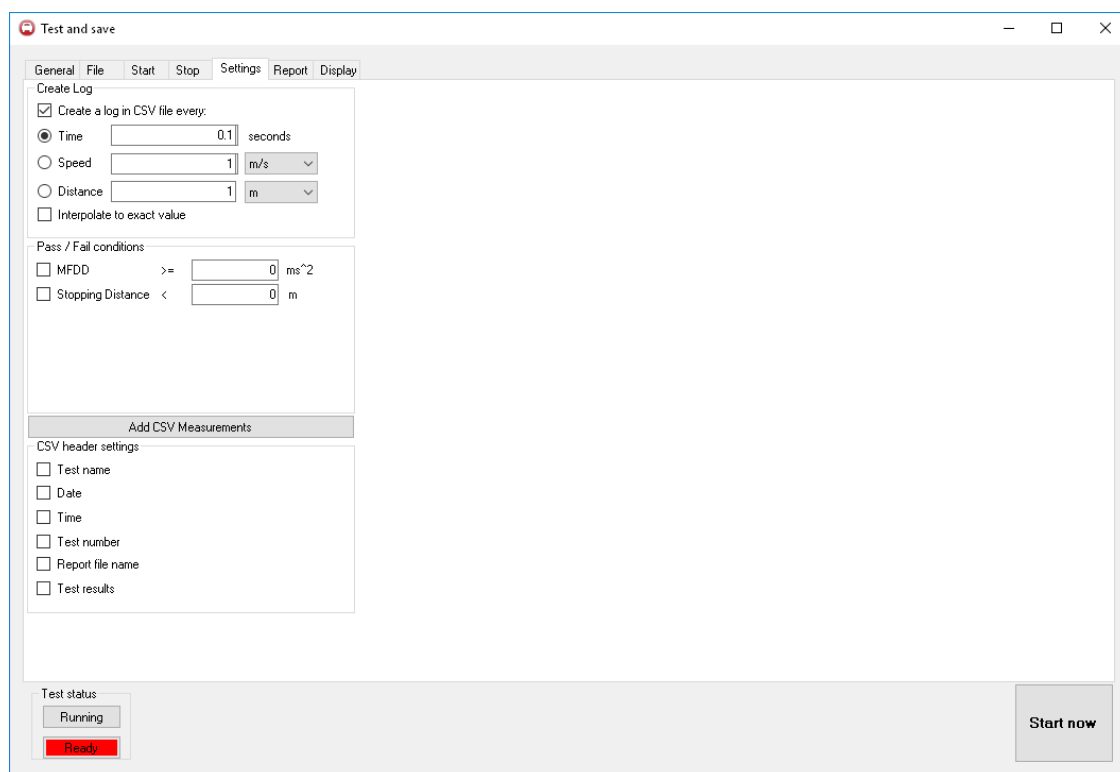 Test and save
General File Start Stop Settings Report Display
Create Log
Create a log in CSV file every:
Time 0.1 seconds
Speed 1 m/s
Distance 1 m
Interpolate to exact value
Pass / Fail conditions
MFDD >= 0 ms^2
Stopping Distance < 0 m
Add CSV Measurements
CSV header settings
Test name
Date
Time
Test number
Report file name
Test results
Test status
Running
Ready
Start now